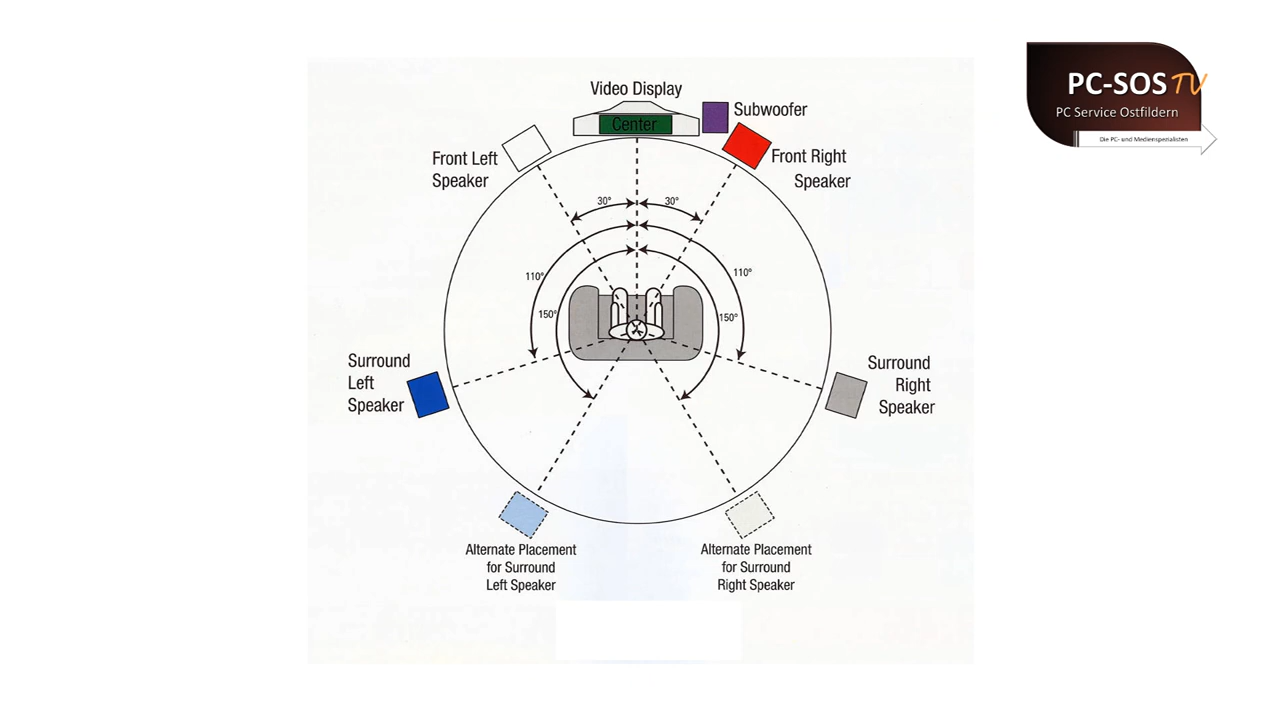 PC-SOS TV
PC Service Ostfildern
Die PC- und Medienspezialisten
Video Display
Center
Subwoofer
Front Left
Speaker
Front Right
Speaker
30°
30°
110°
110°
150°
150°
Surround
Left
Speaker
Surround
Right
Speaker
Alternate Placement
for Surround
Left Speaker
Alternate Placement
for Surround
Right Speaker